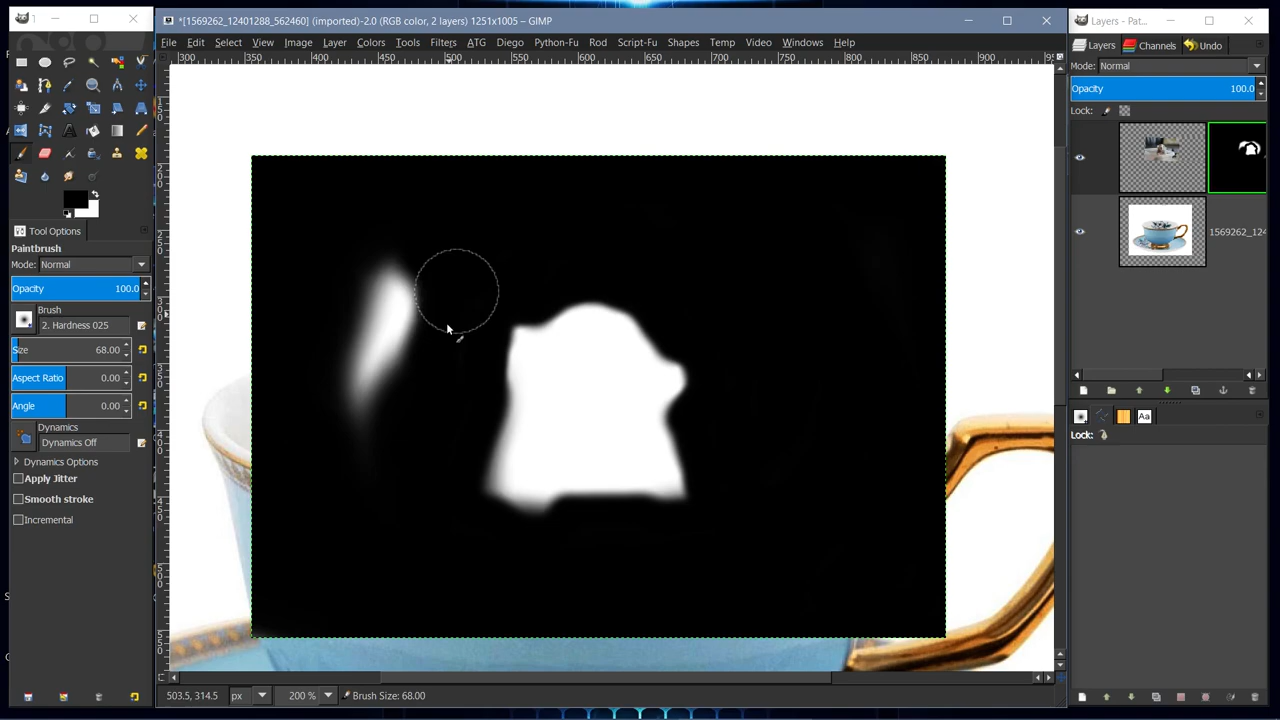 *[1569262_12401288_562460] (imported)-2.0 (RGB color, 2 layers) 1251x1005 – GIMP
Layers - Pat...
File Edit Select View Image Layer Colors Tools Filters ATG Diego Python-Fu Rod Script-Fu Shapes Temp Video Windows Help
Layers Channels Undo
300 350 400 450 500 550 600 650 700 750 800 850 900
Mode: Normal
Opacity 100.0
Lock:
1569262_124
Lock:
Aa
Tool Options
Paintbrush
Mode: Normal
Opacity 100.0
Brush
2. Hardness 025
Size 68.00
Aspect Ratio 0.00
Angle 0.00
Dynamics
Dynamics Off
Dynamics Options
Apply Jitter
Smooth stroke
Incremental
503.5, 314.5 px 200 % Brush Size: 68.00